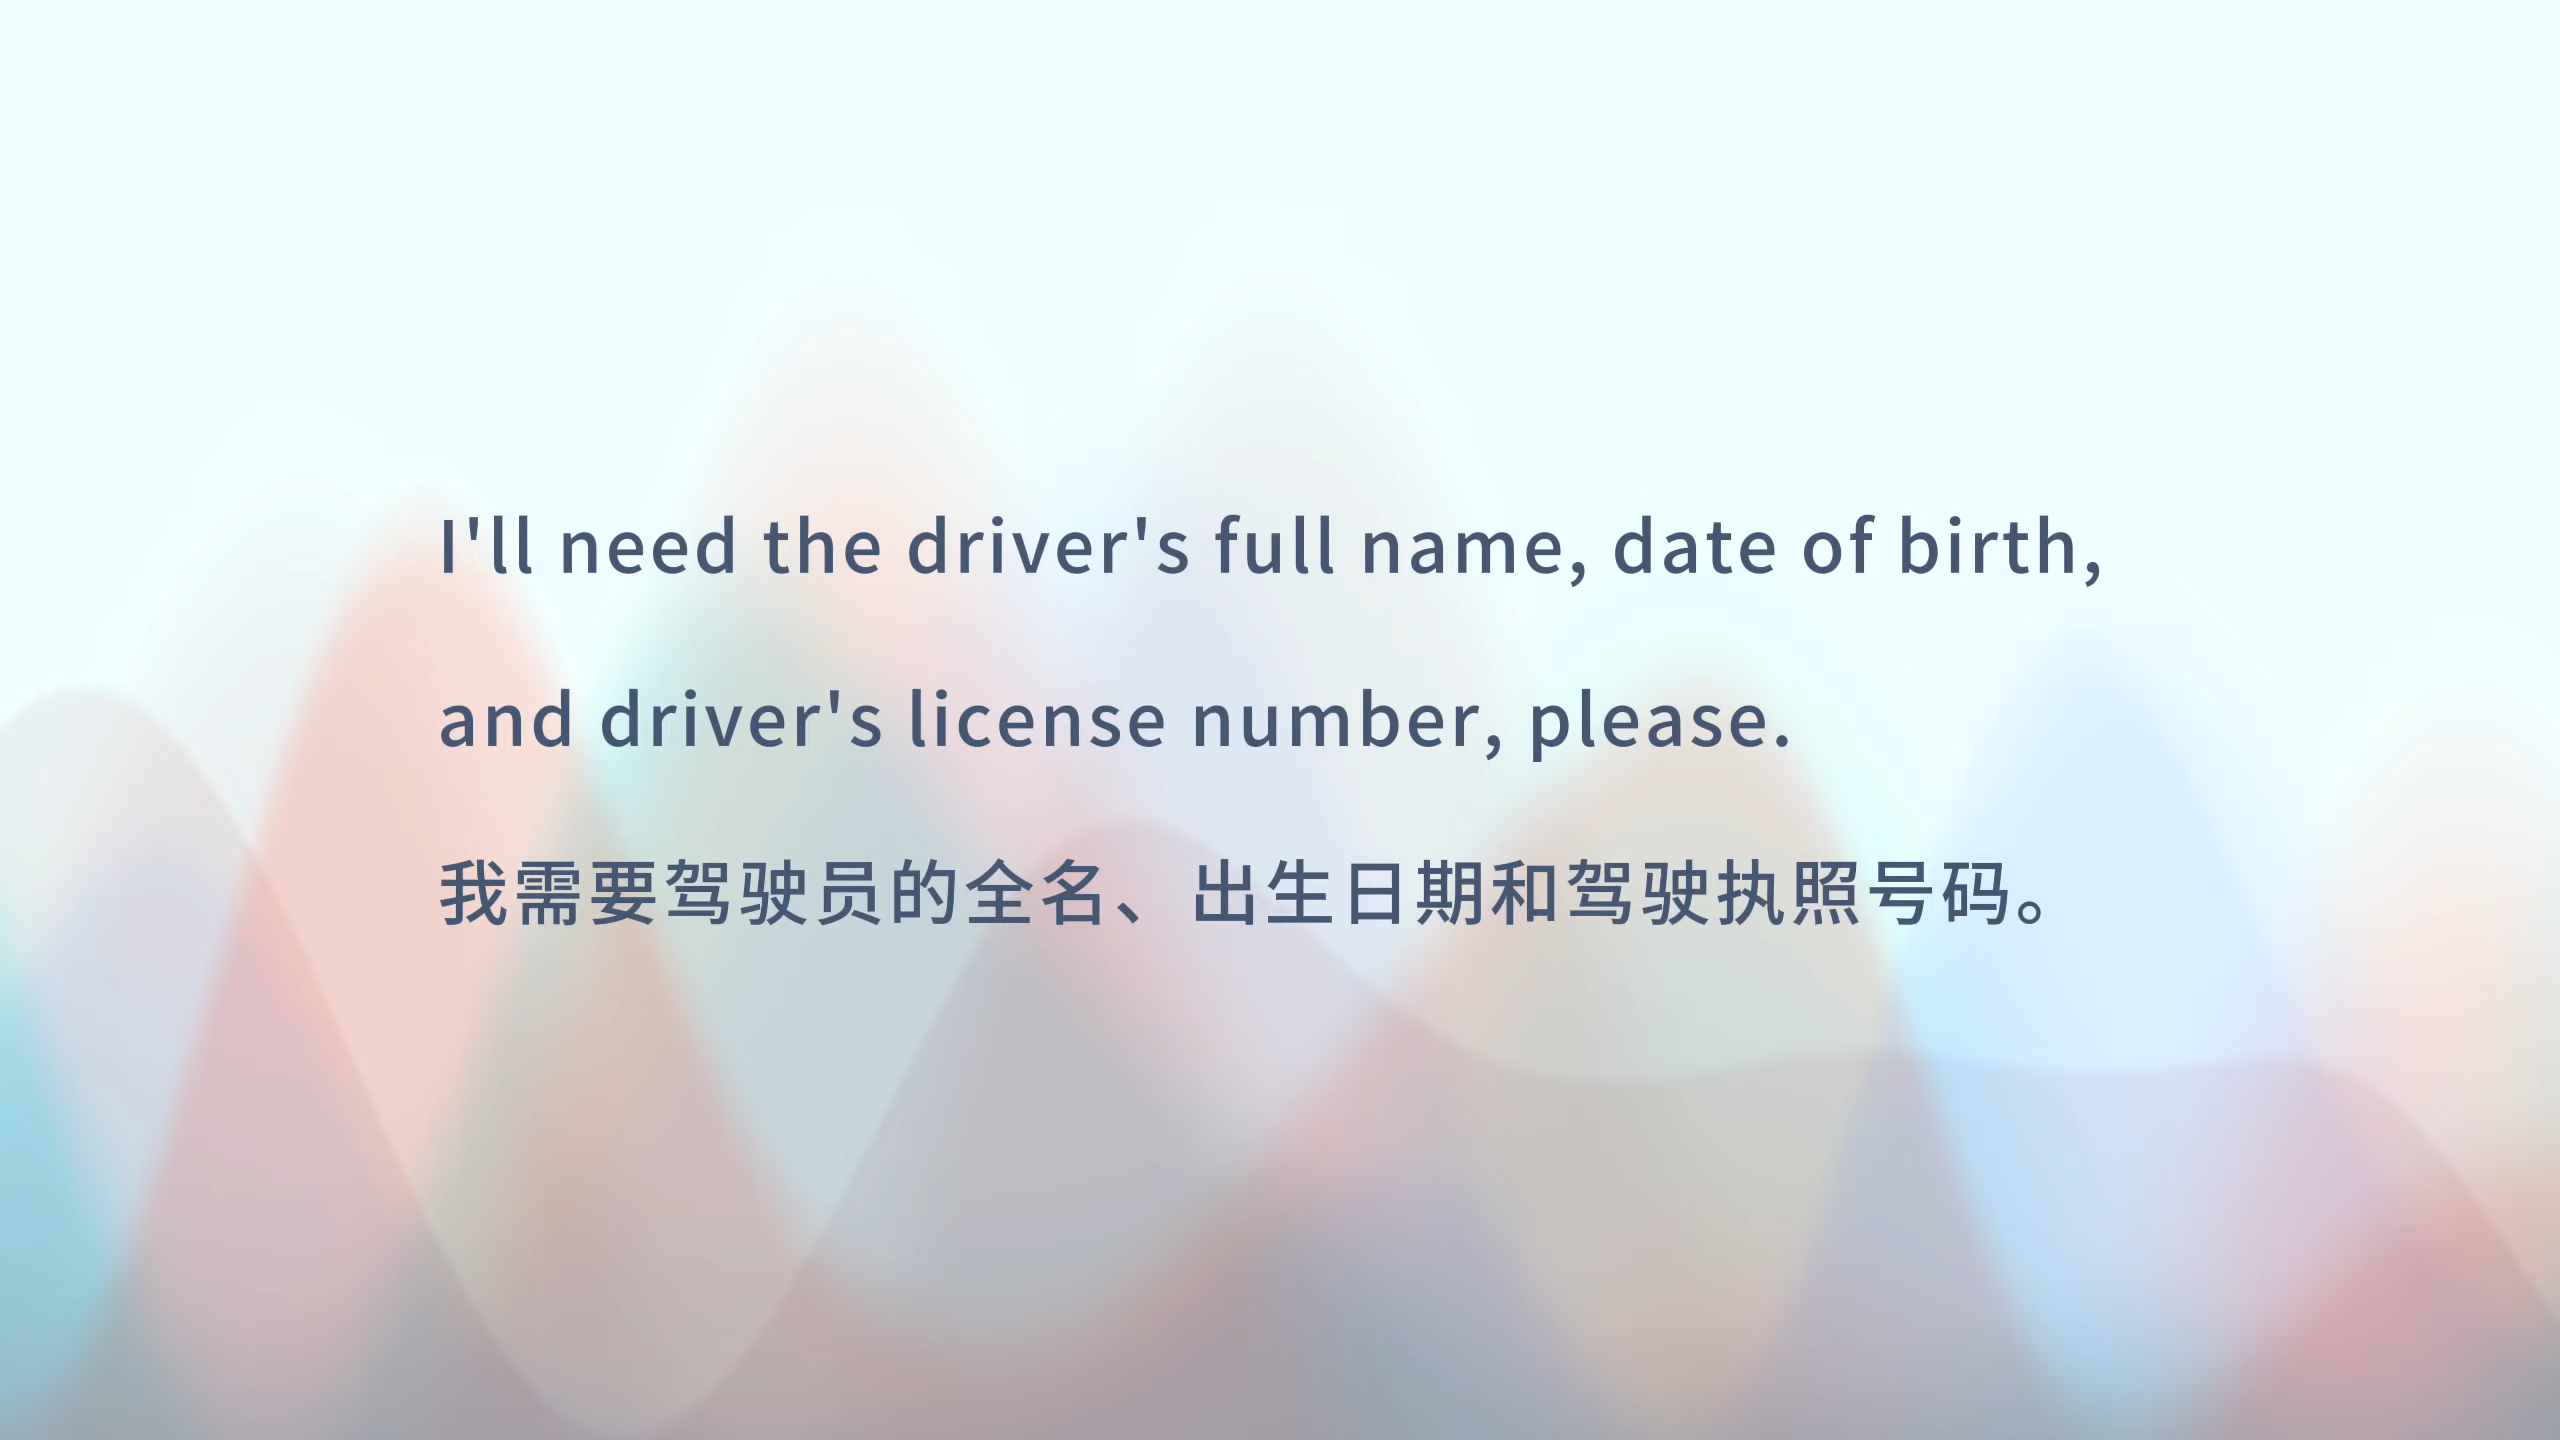 I'll need the driver's full name, date of birth,
and driver's license number, please.
我需要驾驶员的全名、出生日期和驾驶执照号码。